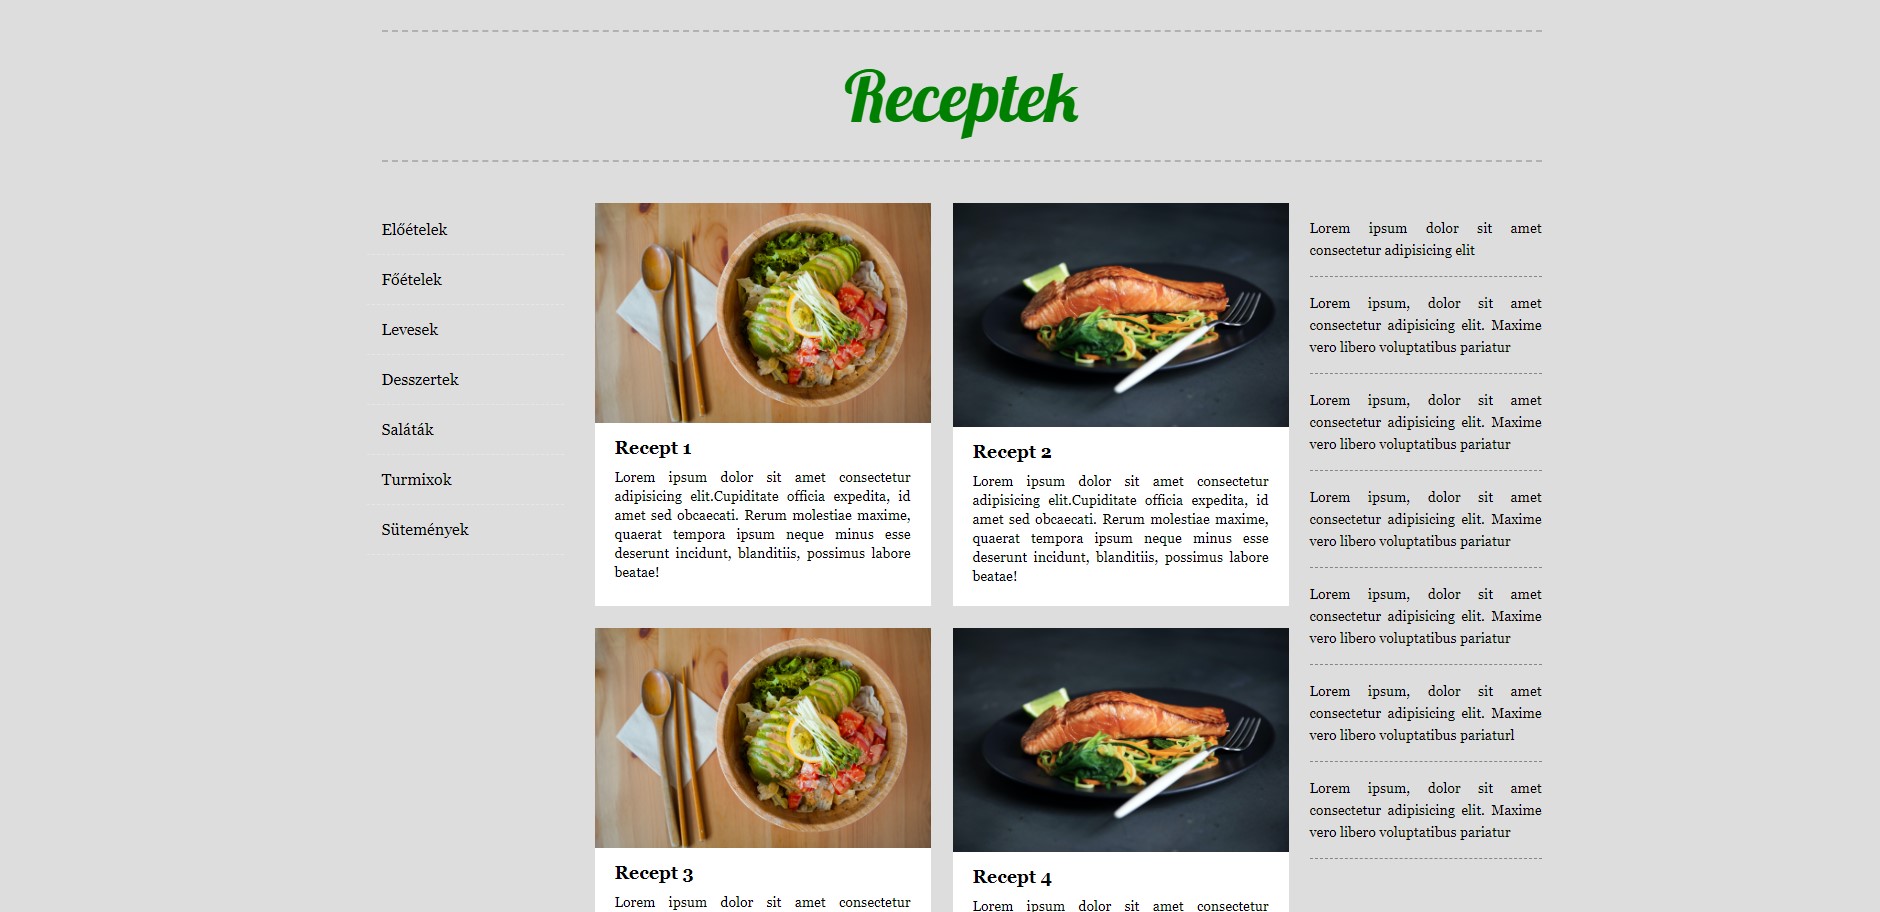 Receptek
Előételek
Főételek
Levesek
Desszertek
Saláták
Turmixok
Sütemények
Recept 1
Lorem ipsum dolor sit amet consectetur
adipisicing elit.Cupiditate officia expedita, id
amet sed obcaecati. Rerum molestiae maxime,
quaerat tempora ipsum neque minus esse
deserunt incidunt, blanditiis, possimus labore
beatae!
Recept 2
Lorem ipsum dolor sit amet consectetur
adipisicing elit.Cupiditate officia expedita, id
amet sed obcaecati. Rerum molestiae maxime,
quaerat tempora ipsum neque minus esse
deserunt incidunt, blanditiis, possimus labore
beatae!
Recept 3
Lorem ipsum dolor sit amet consectetur
Recept 4
Lorem ipsum dolor sit amet consectetur
Lorem ipsum dolor sit amet
consectetur adipisicing elit
Lorem ipsum, dolor sit amet
consectetur adipisicing elit. Maxime
vero libero voluptatibus pariatur
Lorem ipsum, dolor sit amet
consectetur adipisicing elit. Maxime
vero libero voluptatibus pariatur
Lorem ipsum, dolor sit amet
consectetur adipisicing elit. Maxime
vero libero voluptatibus pariatur
Lorem ipsum, dolor sit amet
consectetur adipisicing elit. Maxime
vero libero voluptatibus pariatur
Lorem ipsum, dolor sit amet
consectetur adipisicing elit. Maxime
vero libero voluptatibus pariaturl
Lorem ipsum, dolor sit amet
consectetur adipisicing elit. Maxime
vero libero voluptatibus pariatur